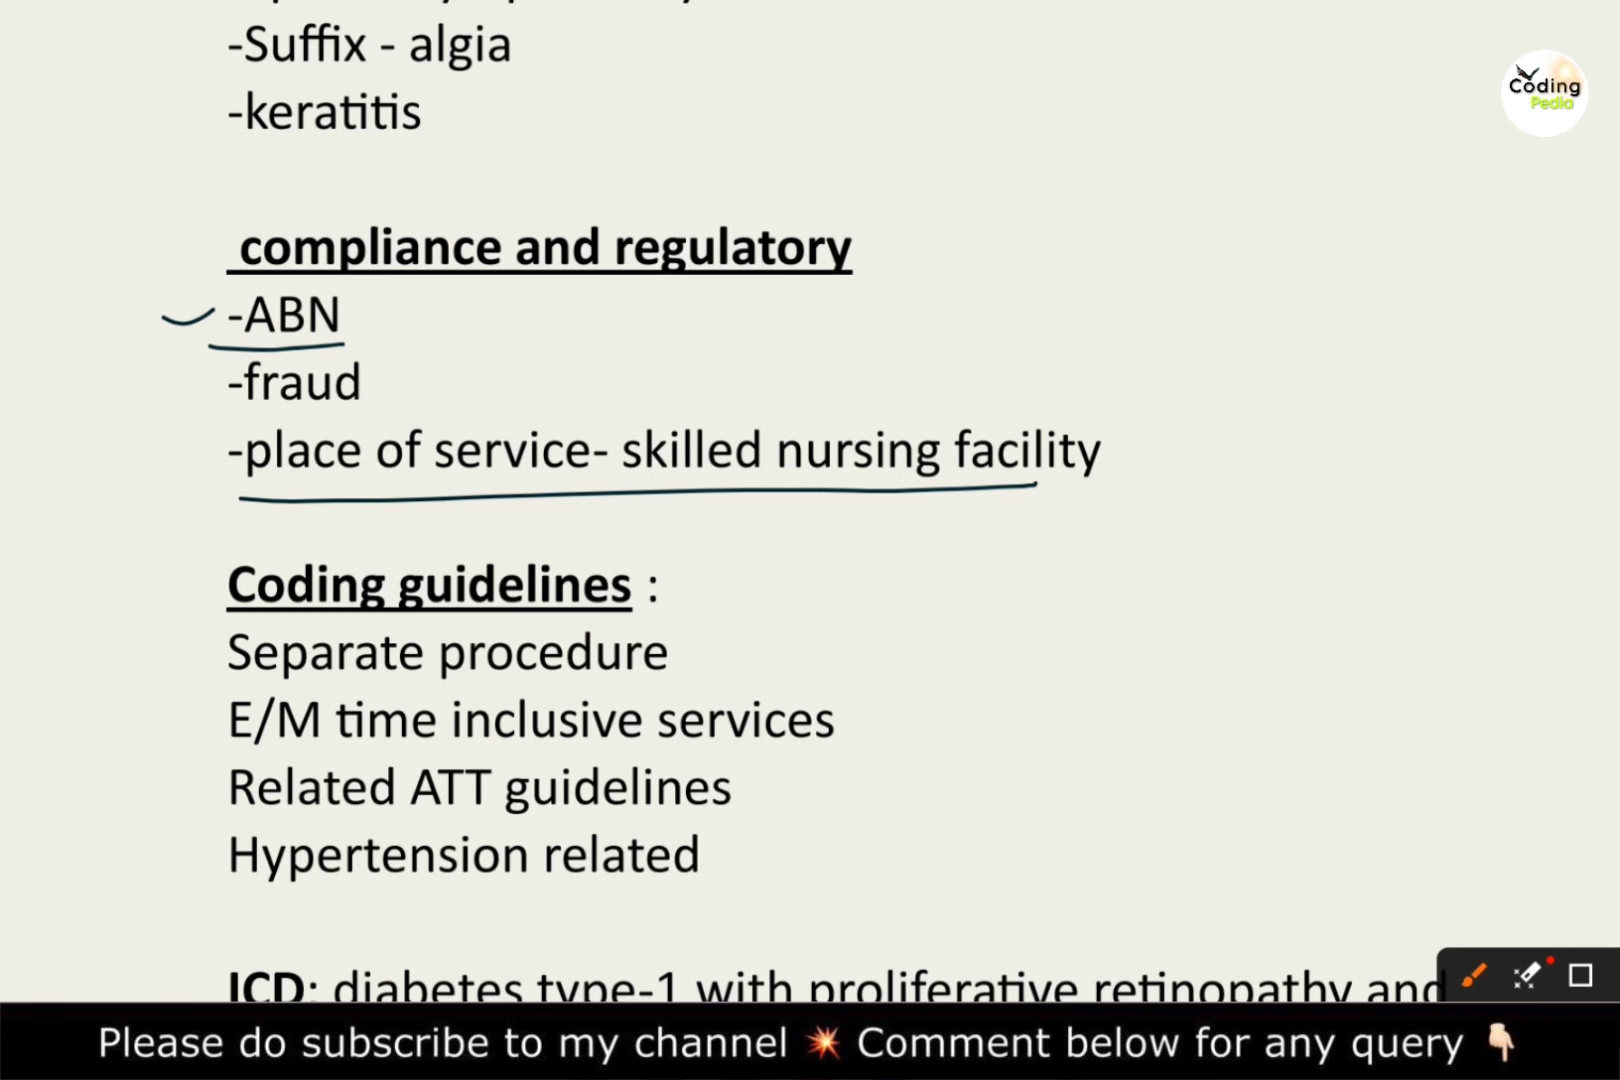 -Suffix - algia
-keratitis
Coding
Pedia
compliance and regulatory
-ABN
-fraud
-place of service- skilled nursing facility
Coding guidelines :
Separate procedure
E/M time inclusive services
Related ATT guidelines
Hypertension related
ICD: diabetes type-1 with proliferative retinopathy and
Please do subscribe to my channel 💥 Comment below for any query 👇🏻